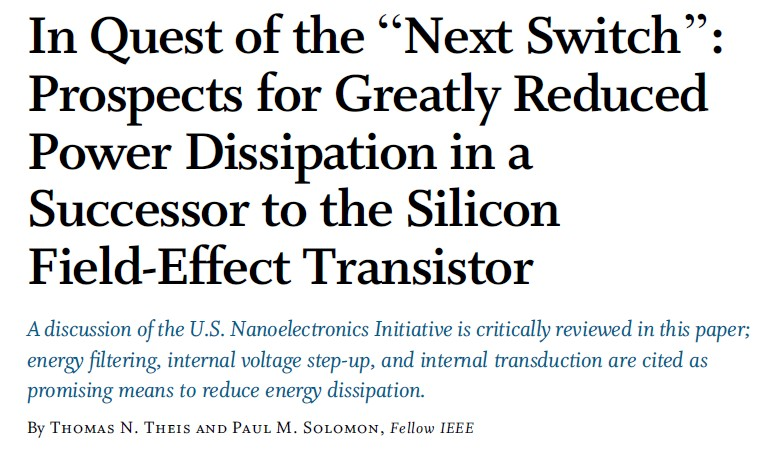 In Quest of the “Next Switch”:
Prospects for Greatly Reduced
Power Dissipation in a
Successor to the Silicon
Field-Effect Transistor
A discussion of the U.S. Nanoelectronics Initiative is critically reviewed in this paper;
energy filtering, internal voltage step-up, and internal transduction are cited as
promising means to reduce energy dissipation.
By Thomas N. Theis and Paul M. Solomon, Fellow IEEE